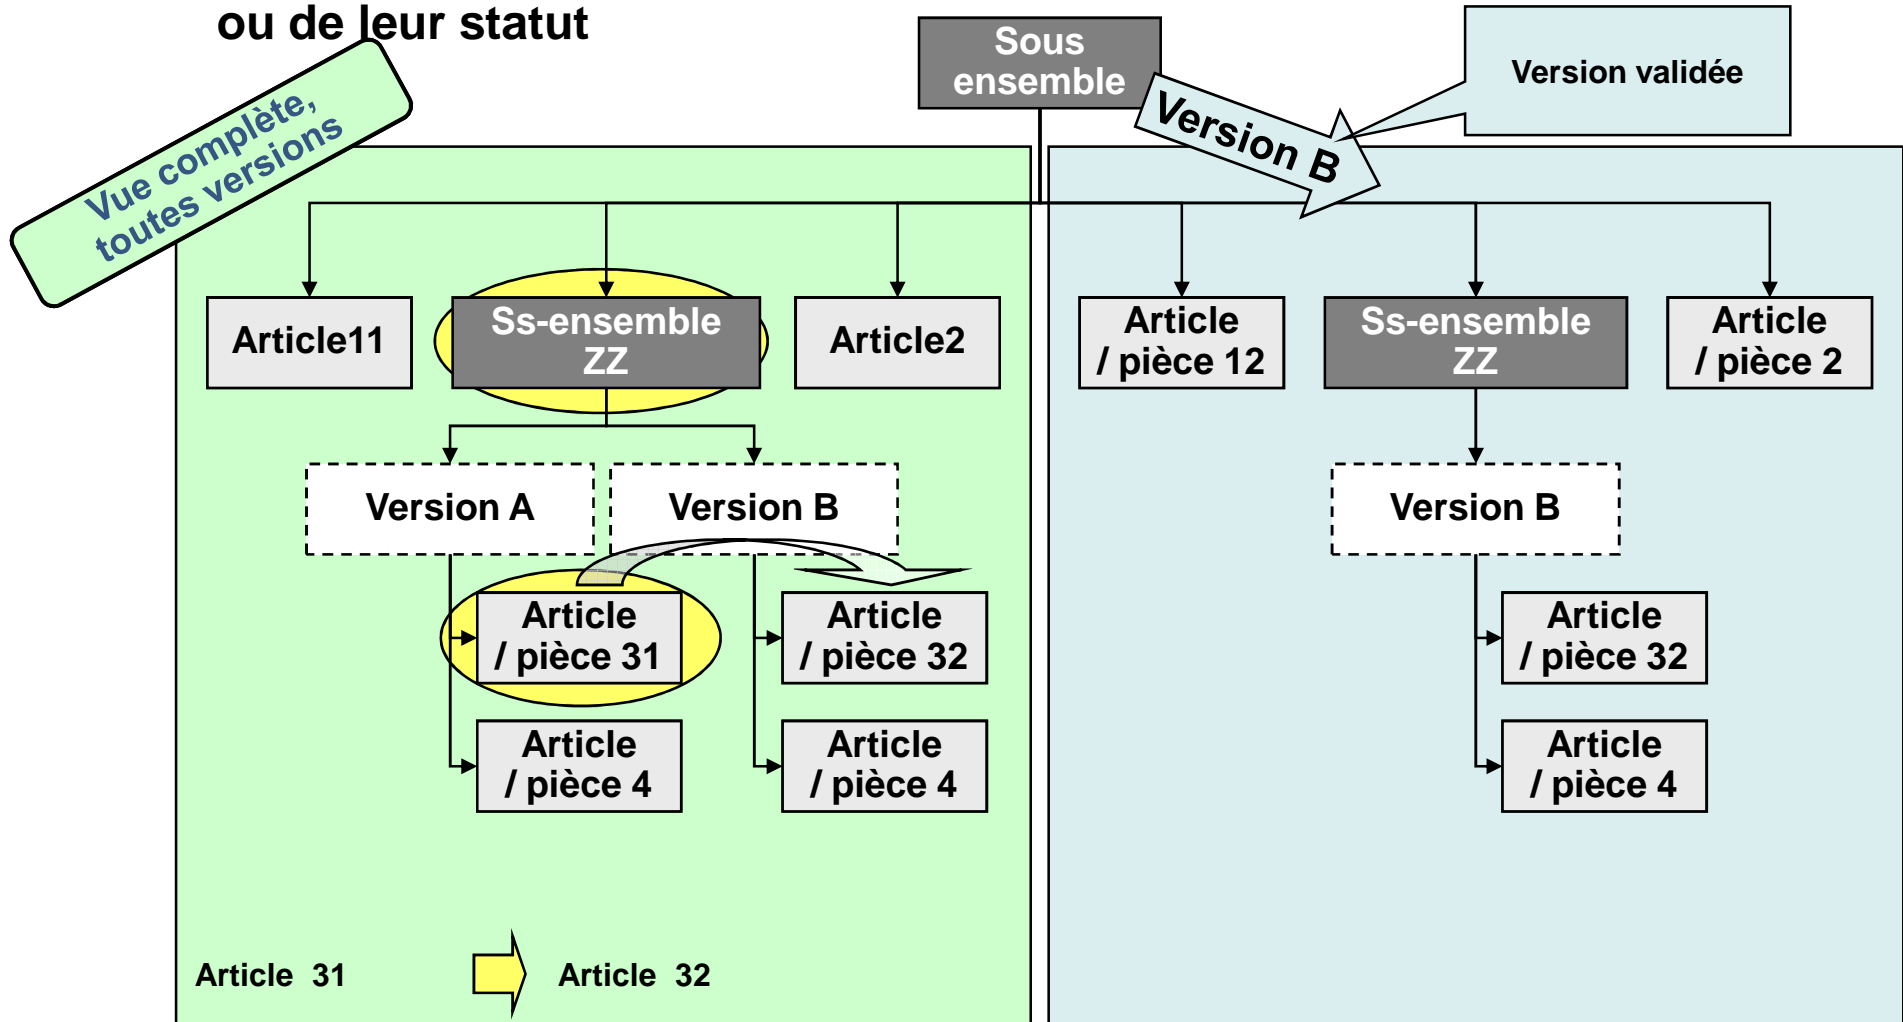 ou de leur statut
Sous
ensemble
Version validée
Version B
Vue complète,
toutes versions
Article11
Ss-ensemble
ZZ
Article2
Article
/ pièce 12
Ss-ensemble
ZZ
Article
/ pièce 2
Version A
Version B
Version B
Article
/ pièce 31
Article
/ pièce 32
Article
/ pièce 32
Article
/ pièce 4
Article
/ pièce 4
Article
/ pièce 4
Article 31
Article 32